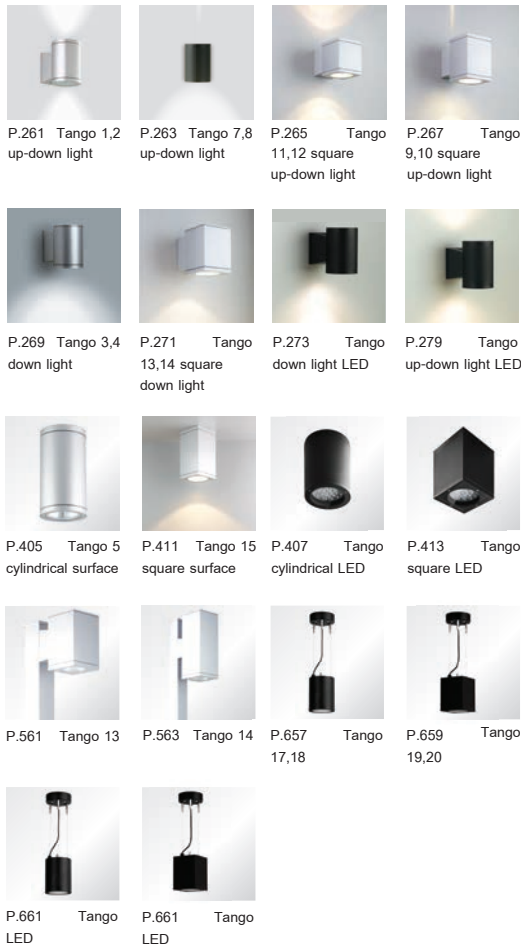 P.261 Tango 1,2
up-down light
P.263 Tango 7,8
up-down light
P.265 Tango
11,12 square
up-down light
P.267 Tango
9,10 square
up-down light
P.269 Tango 3,4
down light
P.271 Tango
13,14 square
down light
P.273 Tango
down light LED
P.279 Tango
up-down light LED
P.405 Tango 5
cylindrical surface
P.411 Tango 15
square surface
P.407 Tango
cylindrical LED
P.413 Tango
square LED
P.561 Tango 13
P.563 Tango 14
P.657 Tango
17,18
P.659 Tango
19,20
P.661 Tango
LED
P.661 Tango
LED